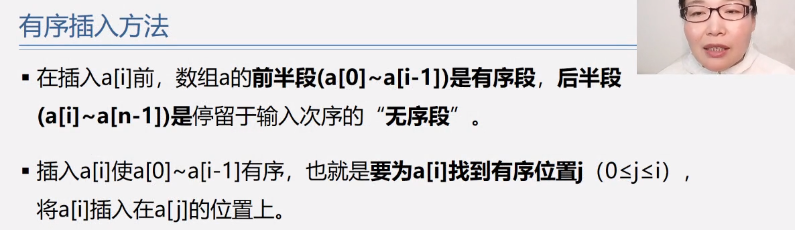 有序插入方法
▪ 在插入a[i]前，数组a的前半段(a[0]~a[i-1])是有序段，后半段
(a[i]~a[n-1])是停留于输入次序的“无序段”。
▪ 插入a[i]使a[0]~a[i-1]有序，也就是要为a[i]找到有序位置j（0≤j≤i），
将a[i]插入在a[j]的位置上。